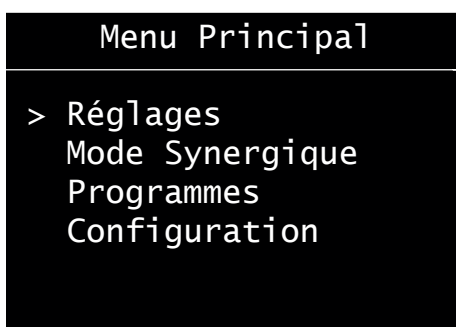 Menu Principal
> Réglages
Mode Synergique
Programmes
Configuration